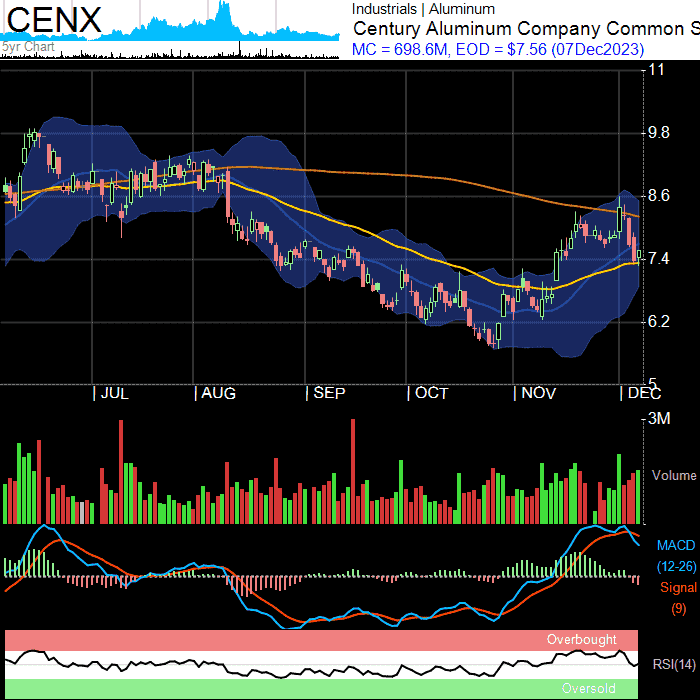 CENX
5yr Chart
Industrials | Aluminum
Century Aluminum Company Common S
MC = 698.6M, EOD = $7.56 (07Dec2023)
11
9.8
8.6
7.4
6.2
5
JUL AUG SEP OCT NOV DEC
3M
Volume
MACD
(12-26)
Signal
(9)
Overbought
RSI(14)
Oversold